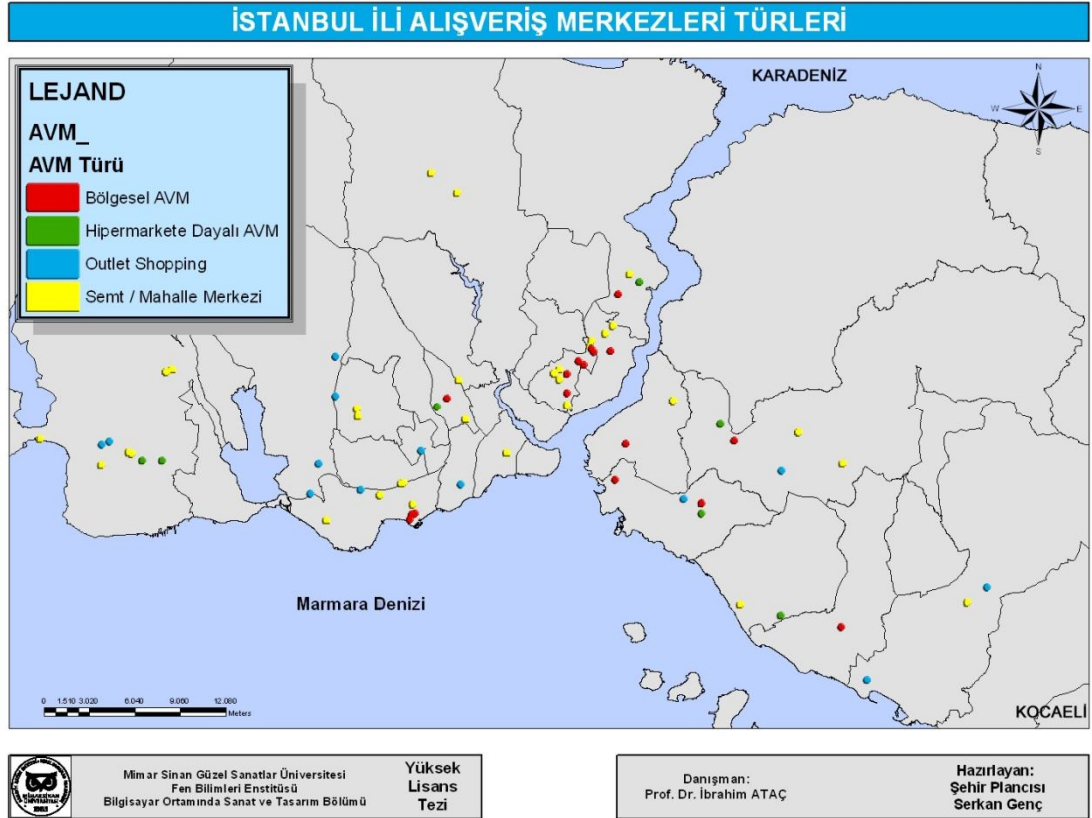 İSTANBUL İLİ ALIŞVERİŞ MERKEZLERİ TÜRLERİ
LEJAND
AVM_
AVM Türü
Bölgesel AVM
Hipermarkete Dayalı AVM
Outlet Shopping
Semt / Mahalle Merkezi
KARADENİZ
N
W
E
S
Marmara Denizi
KOCAELİ
0 1.510 3.020 6.040 9.060 12.080
Meters
Mimar Sinan Güzel Sanatlar Üniversitesi
Fen Bilimleri Enstitüsü
Bilgisayar Ortamında Sanat ve Tasarım Bölümü
Yüksek
Lisans
Tezi
Danışman:
Prof. Dr. İbrahim ATAÇ
Hazırlayan:
Şehir Plancısı
Serkan Genç